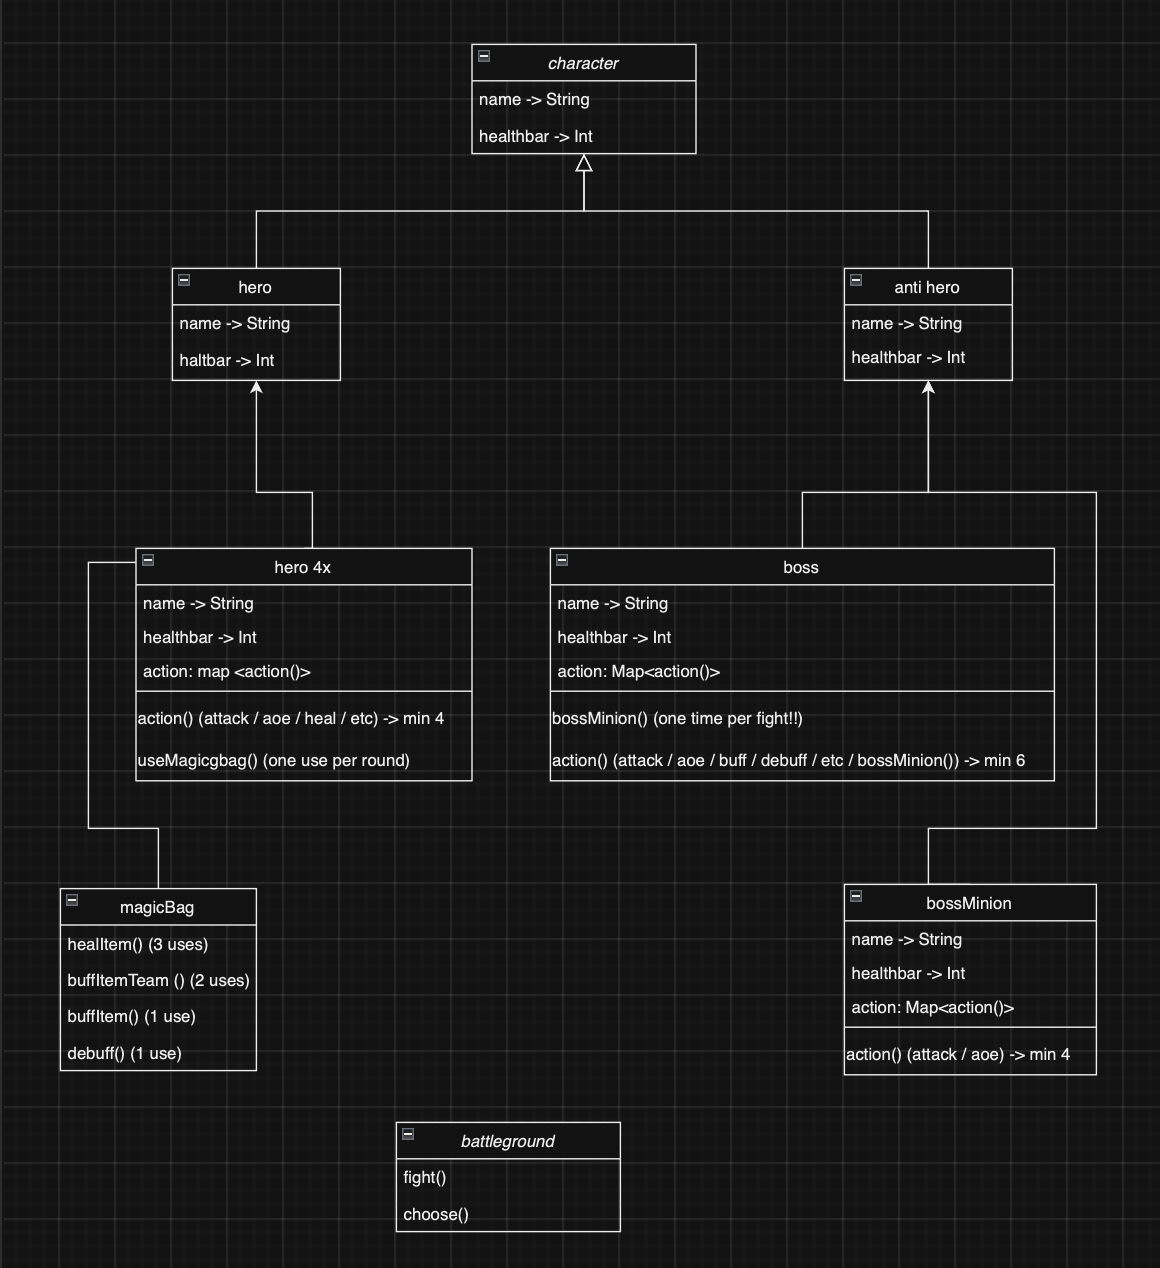 character
name -> String
healthbar -> Int
hero
name -> String
haltbar -> Int
anti hero
name -> String
healthbar -> Int
hero 4x
name -> String
healthbar -> Int
action: map <action()>
action() (attack / aoe / heal / etc) -> min 4
useMagicgbag() (one use per round)
boss
name -> String
healthbar -> Int
action: Map<action()>
bossMinion() (one time per fight!!)
action() (attack / aoe / buff / debuff / etc / bossMinion()) -> min 6
magicBag
healItem() (3 uses)
buffItemTeam () (2 uses)
buffItem() (1 use)
debuff() (1 use)
bossMinion
name -> String
healthbar -> Int
action: Map<action()>
action() (attack / aoe) -> min 4
battleground
fight()
choose()